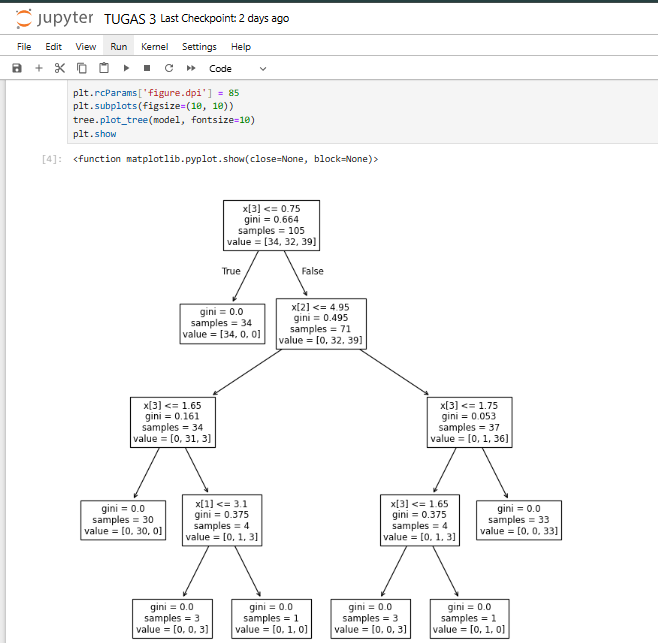 jupyter TUGAS 3 Last Checkpoint: 2 days ago
File Edit View Run Kernel Settings Help
Code
plt.rcParams['figure.dpi'] = 85
plt.subplots(figsize=(10, 10))
tree.plot_tree(model, fontsize=10)
plt.show
[4]: <function matplotlib.pyplot.show(close=None, block=None)>
x[3] <= 0.75
gini = 0.664
samples = 105
value = [34, 32, 39]
True
False
gini = 0.0
samples = 34
value = [34, 0, 0]
x[2] <= 4.95
gini = 0.495
samples = 71
value = [0, 32, 39]
x[3] <= 1.65
gini = 0.161
samples = 34
value = [0, 31, 3]
x[3] <= 1.75
gini = 0.053
samples = 37
value = [0, 1, 36]
gini = 0.0
samples = 30
value = [0, 30, 0]
x[1] <= 3.1
gini = 0.375
samples = 4
value = [0, 1, 3]
x[3] <= 1.65
gini = 0.375
samples = 4
value = [0, 1, 3]
gini = 0.0
samples = 33
value = [0, 0, 33]
gini = 0.0
samples = 3
value = [0, 0, 3]
gini = 0.0
samples = 1
value = [0, 1, 0]
gini = 0.0
samples = 3
value = [0, 0, 3]
gini = 0.0
samples = 1
value = [0, 1, 0]